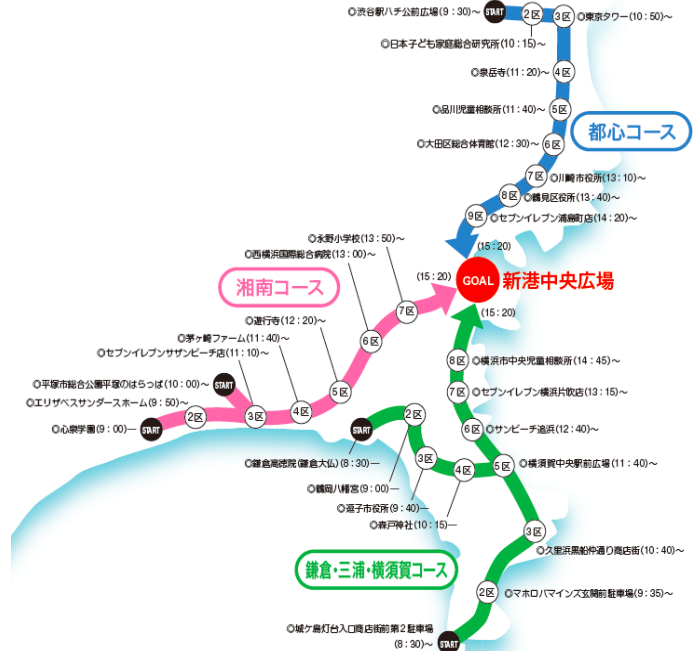 ◎渋谷駅ハチ公前広場(9:30)〜
START
2区
3区
◎東京タワー(10:50)〜
◎日本子ども家庭総合研究所(10:15)〜
◎泉岳寺(11:20)〜
4区
◎品川児童相談所(11:40)〜
5区
都心コース
◎大田区総合体育館(12:30)〜
6区
7区
◎川崎市役所(13:10)〜
8区
◎鶴見区役所(13:40)〜
9区
◎セブンイレブン浦島町店(14:20)〜
◎永野小学校(13:50)〜
(15:20)
◎西横浜国際総合病院(13:00)〜
(15:20)
GOAL
新港中央広場
湘南コース
7区
(15:20)
◎遊行寺(12:20)〜
6区
◎茅ヶ崎ファーム(11:40)〜
◎セブンイレブンサザンビーチ店(11:10)〜
8区
◎横浜市中央児童相談所(14:45)〜
◎平塚市総合公園平塚のはらっぱ(10:00)〜
START
5区
7区
◎セブンイレブン横浜片吹店(13:15)〜
◎エリザベスサンダースホーム(9:50)〜
2区
3区
4区
2区
◎心泉学園(9:00)―
START
START
6区
◎サンビーチ追浜(12:40)〜
◎鎌倉高徳院(鎌倉大仏)(8:30)―
3区
4区
5区
◎横須賀中央駅前広場(11:40)〜
◎鶴岡八幡宮(9:00)―
◎逗子市役所(9:40)―
◎森戸神社(10:15)―
3区
◎久里浜黒船仲通り商店街(10:40)〜
鎌倉・三浦・横須賀コース
2区
◎マホロバマインズ玄関前駐車場(9:35)〜
◎城ケ島灯台入口商店街前第2駐車場
(8:30)〜
START